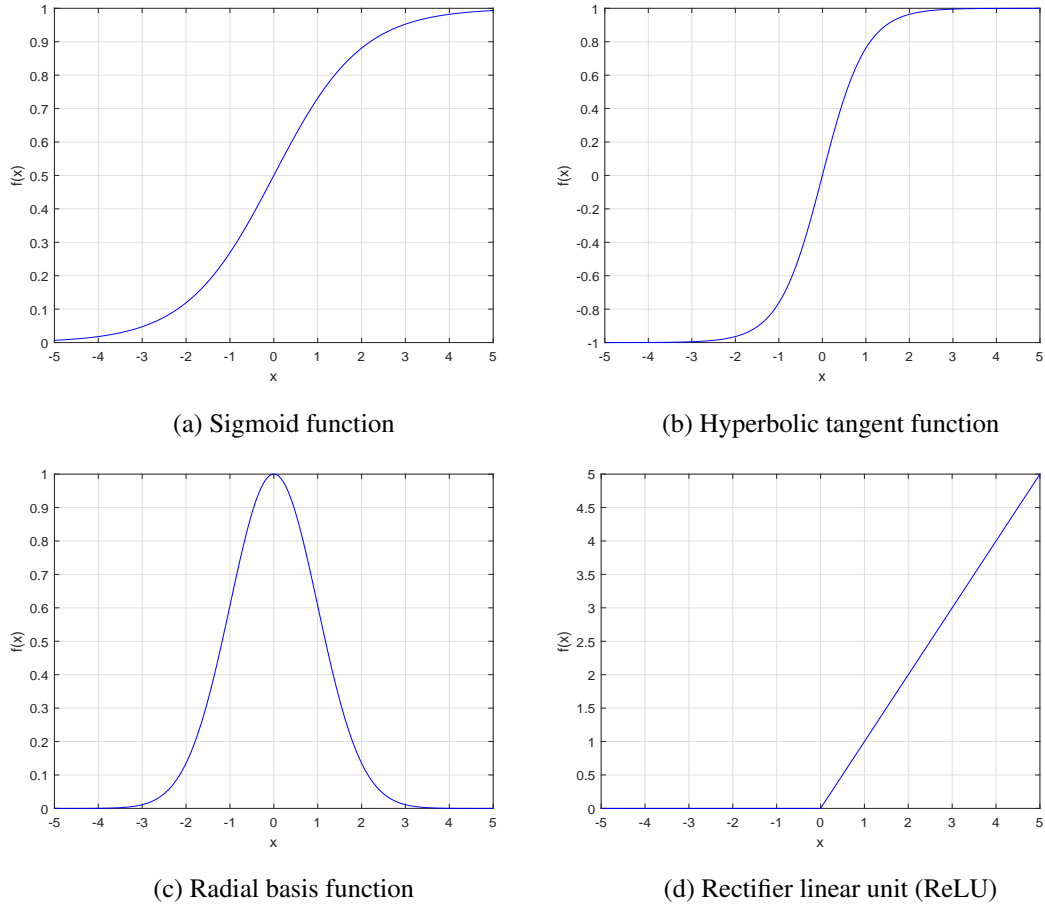 1
0.9
0.8
0.7
0.6
0.5
0.4
0.3
0.2
0.1
0
f(x)
-5 -4 -3 -2 -1 0 1 2 3 4 5
x
(a) Sigmoid function
1
0.8
0.6
0.4
0.2
0
-0.2
-0.4
-0.6
-0.8
-1
f(x)
-5 -4 -3 -2 -1 0 1 2 3 4 5
x
(b) Hyperbolic tangent function
1
0.9
0.8
0.7
0.6
0.5
0.4
0.3
0.2
0.1
0
f(x)
-5 -4 -3 -2 -1 0 1 2 3 4 5
x
(c) Radial basis function
5
4.5
4
3.5
3
2.5
2
1.5
1
0.5
0
f(x)
-5 -4 -3 -2 -1 0 1 2 3 4 5
x
(d) Rectifier linear unit (ReLU)